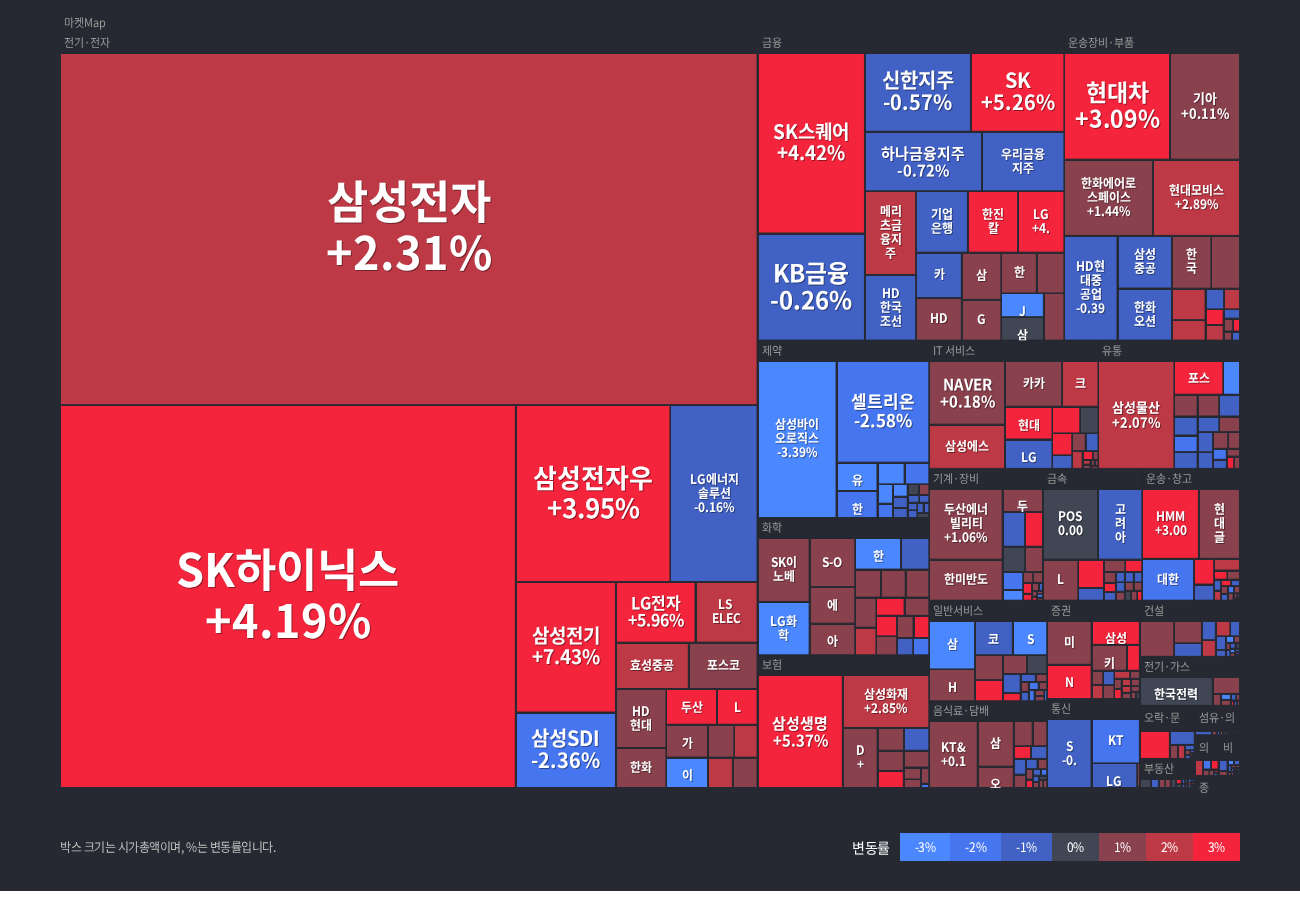 마켓Map
전기·전자
삼성전자
+2.31%
SK하이닉스
+4.19%
삼성전자우
+3.95%
LG에너지
솔루션
-0.16%
삼성전기
+7.43%
삼성SDI
-2.36%
LG전자
+5.96%
LS
ELEC
효성중공
포스코
HD
현대
두산
L
가
한화
이
금융
SK스퀘어
+4.42%
KB금융
-0.26%
신한지주
-0.57%
SK
+5.26%
하나금융지주
-0.72%
우리금융
지주
메리
츠금
융지
주
기업
은행
한진
칼
LG
+4.
HD
한국
조선
카
삼
한
HD
G
J
삼
운송장비·부품
현대차
+3.09%
기아
+0.11%
한화에어로
스페이스
+1.44%
현대모비스
+2.89%
HD현
대중
공업
-0.39
삼성
중공
한
국
한화
오션
제약
삼성바이
오로직스
-3.39%
셀트리온
-2.58%
유
한
IT 서비스
NAVER
+0.18%
카카
크
삼성에스
현대
LG
유통
삼성물산
+2.07%
포스
화학
SK이
노베
S-O
한
LG화
학
에
아
기계·장비
두산에너
빌리티
+1.06%
두
한미반도
금속
POS
0.00
고
려
아
L
운송·창고
HMM
+3.00
현
대
글
대한
보험
삼성생명
+5.37%
삼성화재
+2.85%
D
+
일반서비스
삼
코
S
H
증권
미
삼성
키
N
건설
전기·가스
한국전력
음식료·담배
KT&
+0.1
삼
오
통신
S
-0.
KT
LG
오락·문
섬유·의
의
비
부동산
종
박스 크기는 시가총액이며, %는 변동률입니다.
변동률
-3%
-2%
-1%
0%
1%
2%
3%